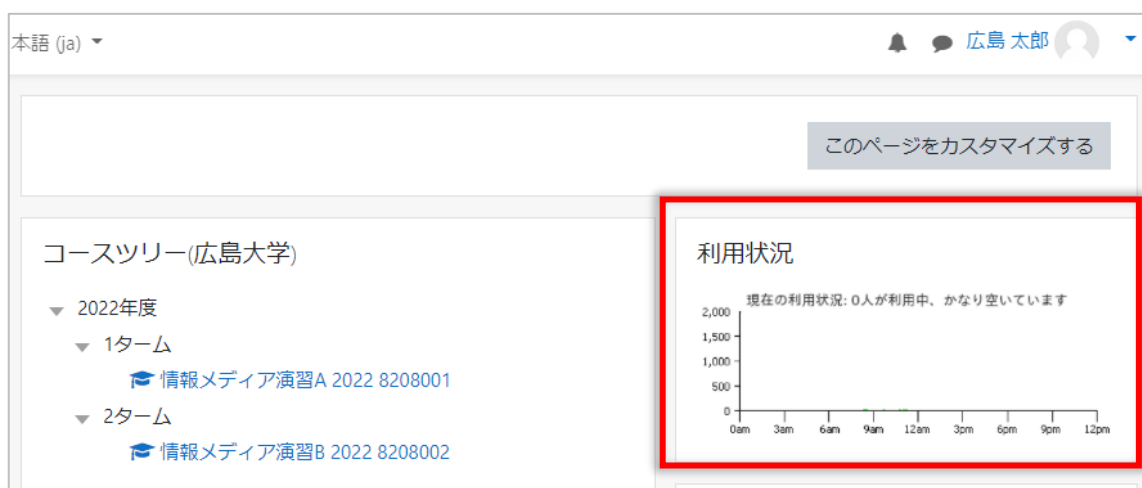 本語 (ja)
広島 太郎
このページをカスタマイズする
コースツリー(広島大学)
2022年度
1ターム
情報メディア演習A 2022 8208001
2ターム
情報メディア演習B 2022 8208002
利用状況
現在の利用状況: 0人が利用中、かなり空いています
2,000
1,500
1,000
500
0
0am 3am 6am 9am 12am 3pm 6pm 9pm 12pm